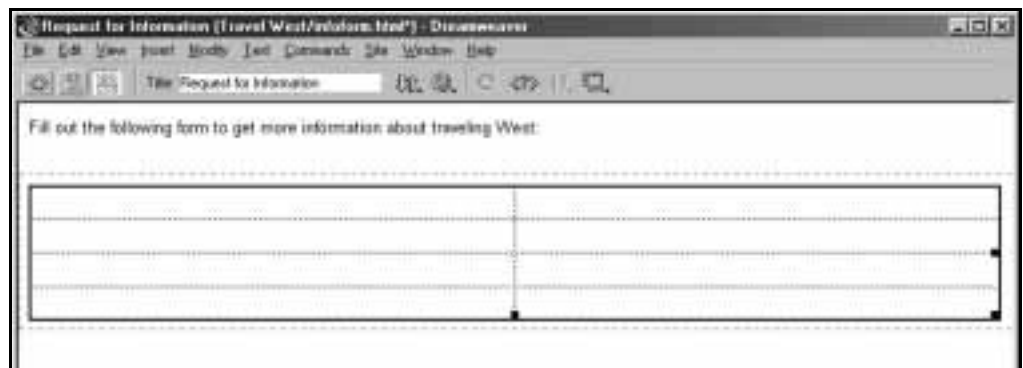 Request for Information (Travel West/infoform.html*) - Dreamweaver
File Edit View Insert Modify Text Commands Site Window Help
Title: Request for Information
Fill out the following form to get more information about traveling West: